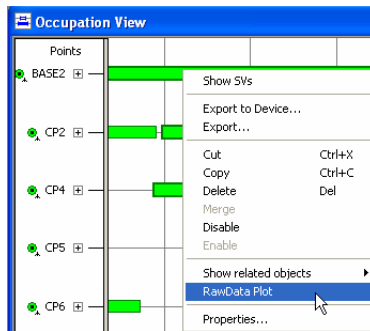 Occupation View
Points
BASE2
CP2
CP4
CP5
CP6
Show SVs
Export to Device...
Export...
Cut Ctrl+X
Copy Ctrl+C
Delete Del
Merge
Disable
Enable
Show related objects
RawData Plot
Properties...